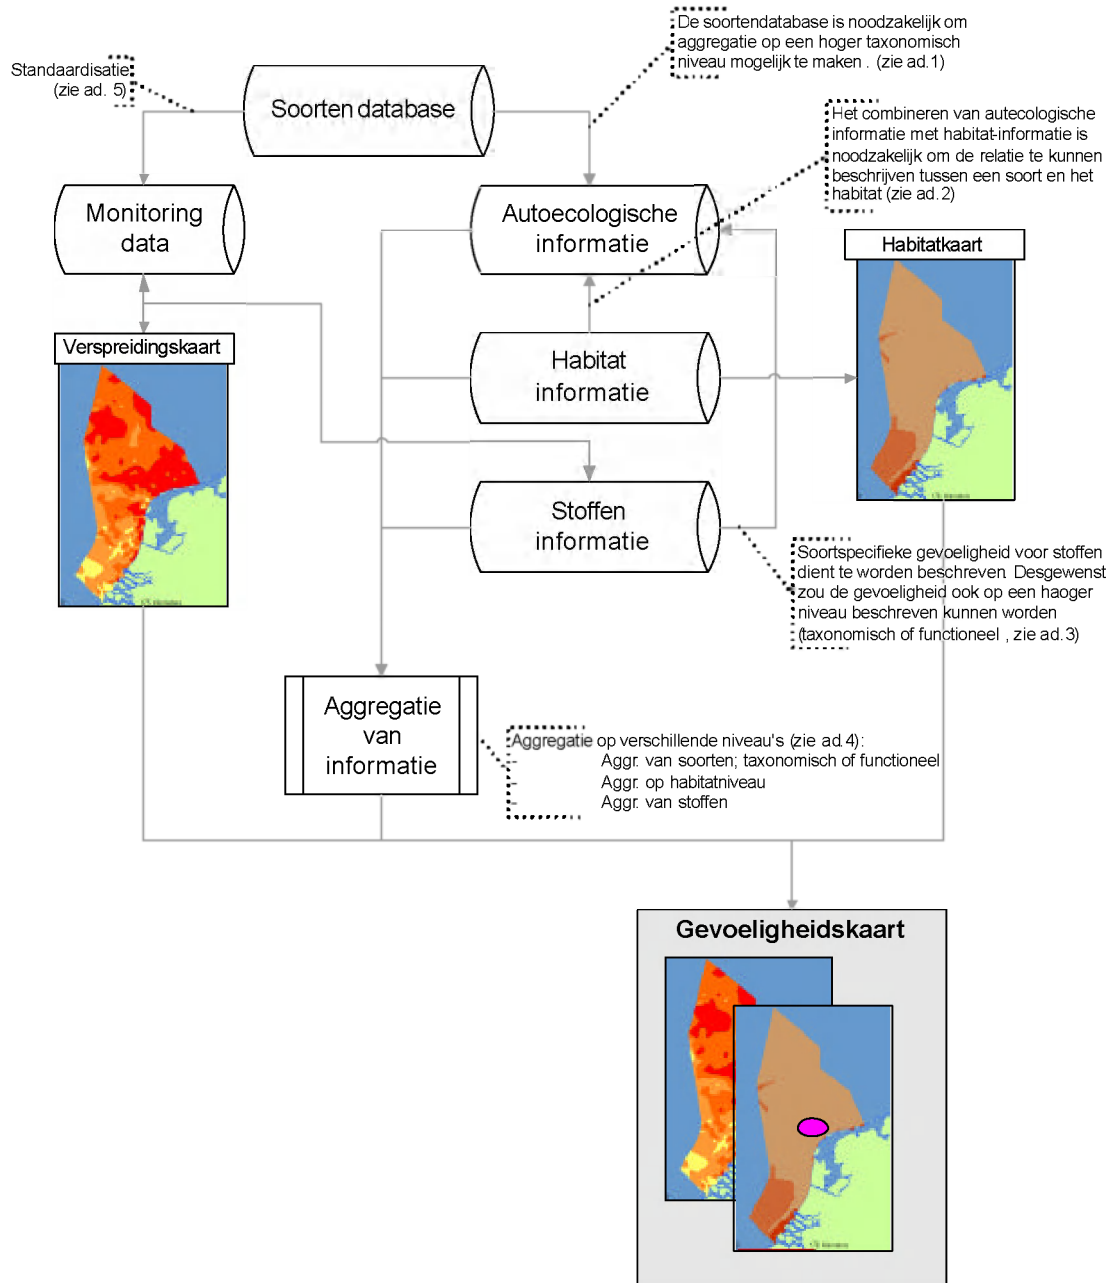 De soortendatabase is noodzakelijk om
aggregatie op een hoger taxonomisch
niveau mogelijk te maken . (zie ad.1)
Standaardisatie
(zie ad. 5)
Soorten database
Het combineren van autecologische
informatie met habitat-informatie is
noodzakelijk om de relatie te kunnen
beschrijven tussen een soort en het
habitat (zie ad.2)
Monitoring
data
Autoecologische
informatie
Habitatkaart
Verspreidingskaart
Habitat
informatie
Stoffen
informatie
Soortspecifieke gevoeligheid voor stoffen
dient te worden beschreven. Desgewenst
zou de gevoeligheid ook op een haoger
niveau beschreven kunnen worden
(taxonomisch of functioneel , zie ad.3)
Aggregatie
van
informatie
Aggregatie op verschillende niveau's (zie ad.4):
- Aggr. van soorten; taxonomisch of functioneel
- Aggr. op habitatniveau
- Aggr. van stoffen
Gevoeligheidskaart